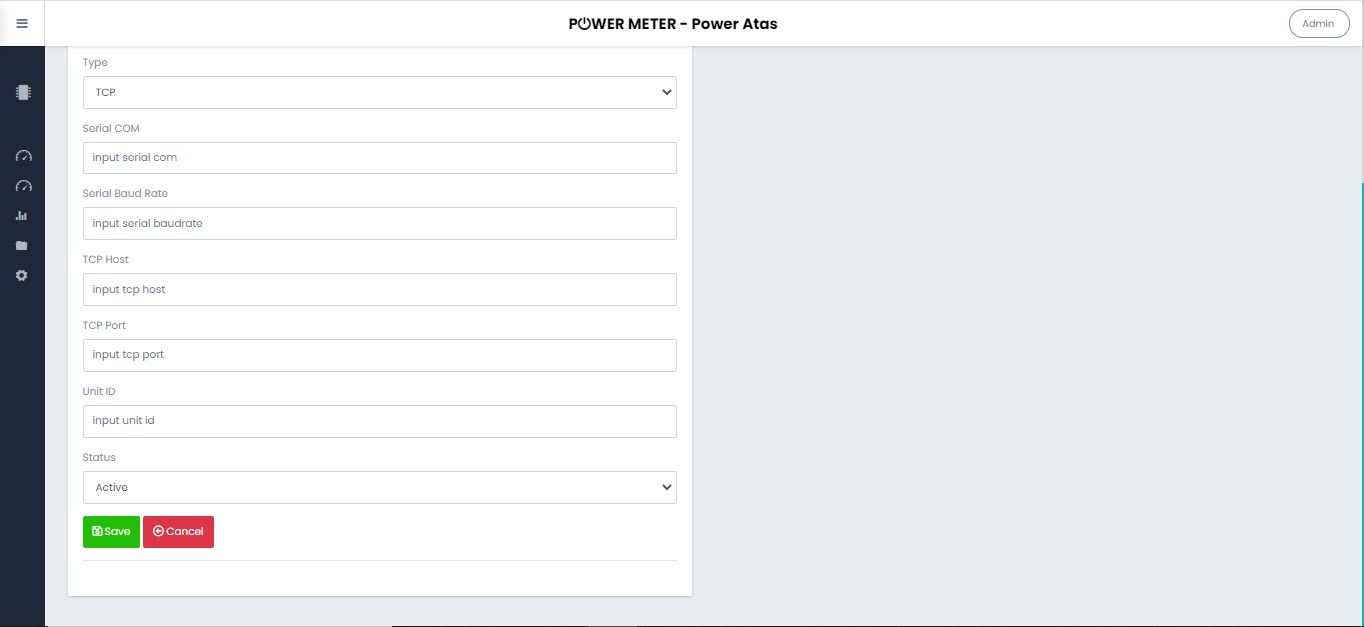 POWER METER - Power Atas
Admin
Type
TCP
Serial COM
input serial com
Serial Baud Rate
input serial baudrate
TCP Host
input tcp host
TCP Port
input tcp port
Unit ID
input unit id
Status
Active
Save
Cancel